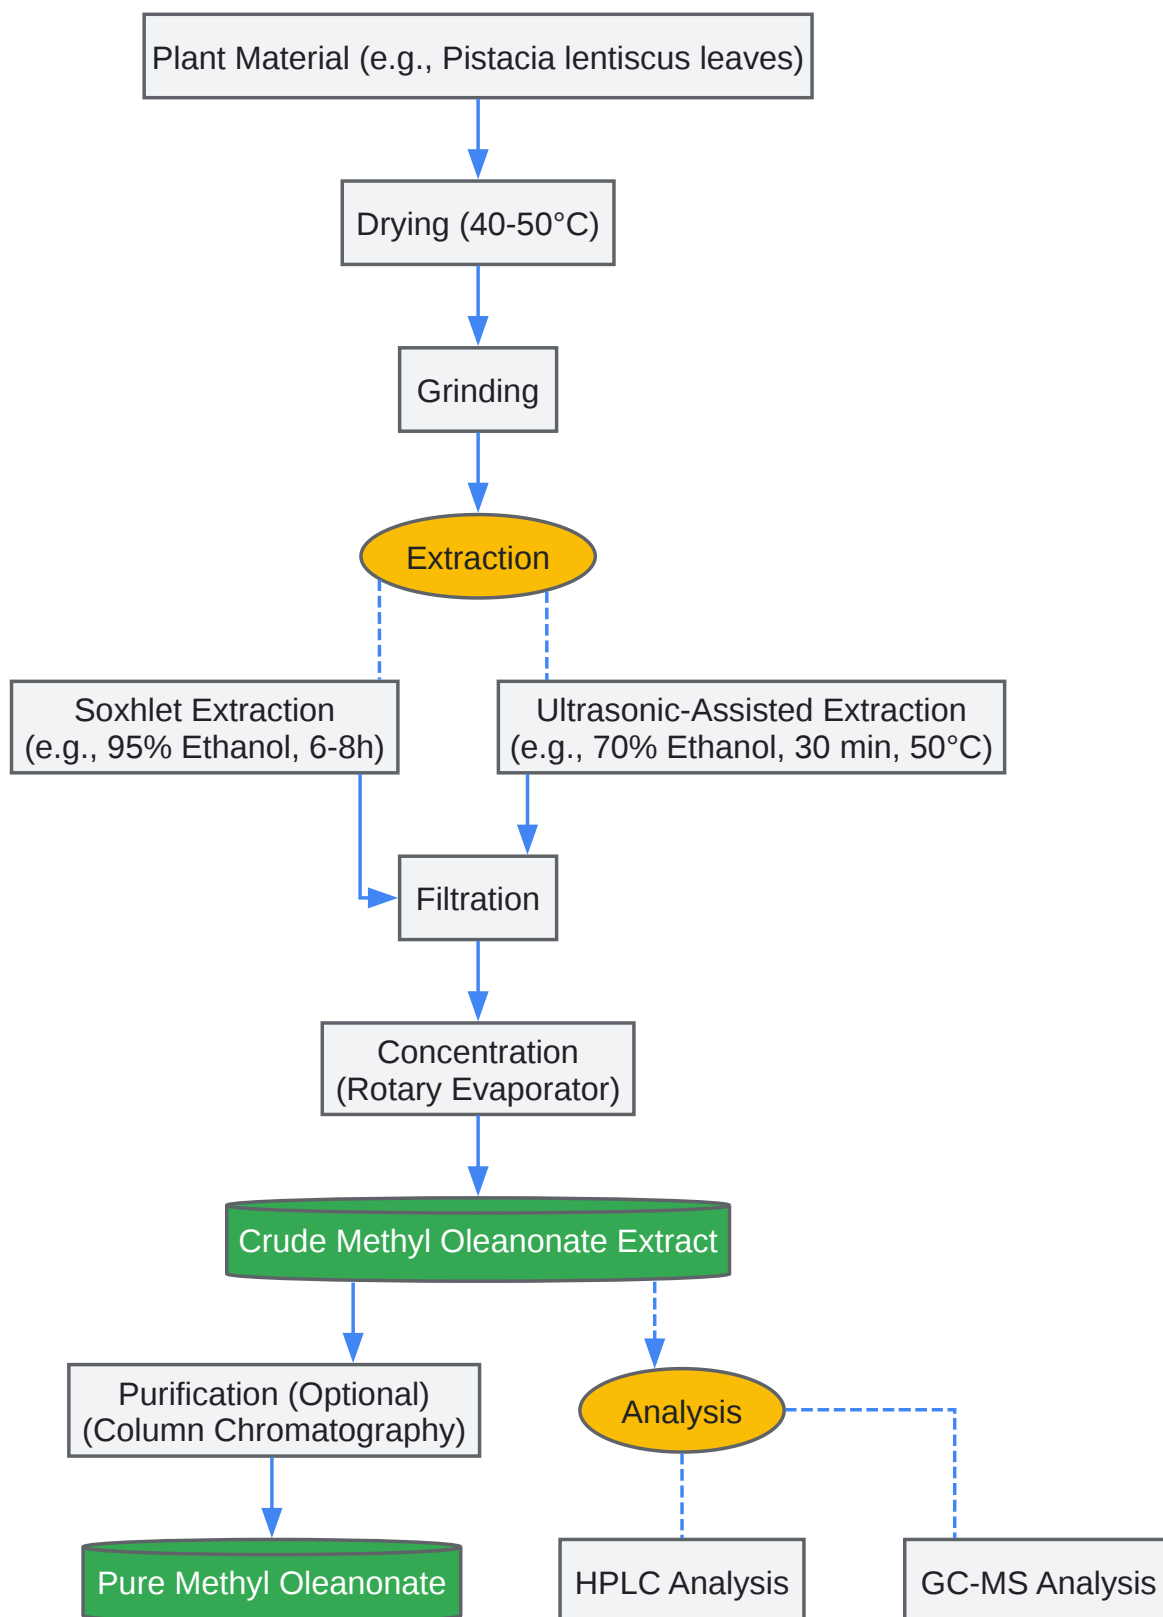 Plant Material (e.g., Pistacia lentiscus leaves)
Drying (40-50°C)
Grinding
Extraction
Soxhlet Extraction
(e.g., 95% Ethanol, 6-8h)
Ultrasonic-Assisted Extraction
(e.g., 70% Ethanol, 30 min, 50°C)
Filtration
Concentration
(Rotary Evaporator)
Crude Methyl Oleanonate Extract
Purification (Optional)
(Column Chromatography)
Analysis
Pure Methyl Oleanonate
HPLC Analysis
GC-MS Analysis